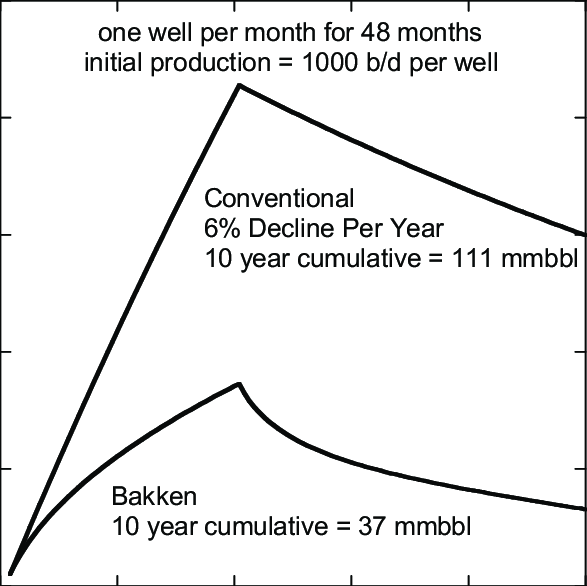 one well per month for 48 months
initial production = 1000 b/d per well
Conventional
6% Decline Per Year
10 year cumulative = 111 mmbbl
Bakken
10 year cumulative = 37 mmbbl